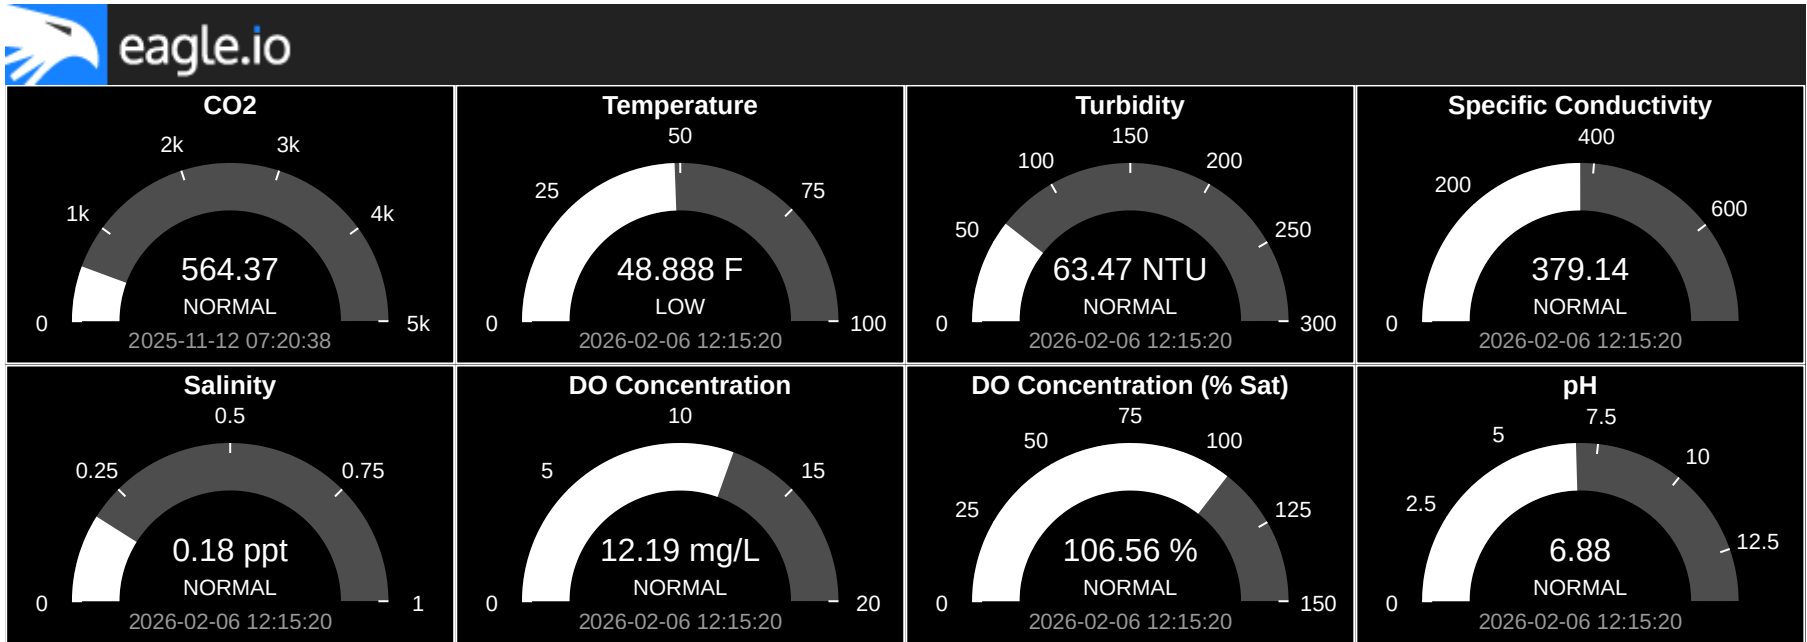 eagle.io
CO2
0
1k
2k
3k
4k
5k
564.37
NORMAL
2025-11-12 07:20:38
Temperature
0
25
50
75
100
48.888 F
LOW
2026-02-06 12:15:20
Turbidity
0
50
100
150
200
250
300
63.47 NTU
NORMAL
2026-02-06 12:15:20
Specific Conductivity
0
200
400
600
379.14
NORMAL
2026-02-06 12:15:20
Salinity
0
0.25
0.5
0.75
1
0.18 ppt
NORMAL
2026-02-06 12:15:20
DO Concentration
0
5
10
15
20
12.19 mg/L
NORMAL
2026-02-06 12:15:20
DO Concentration (% Sat)
0
25
50
75
100
125
150
106.56 %
NORMAL
2026-02-06 12:15:20
pH
0
2.5
5
7.5
10
12.5
6.88
NORMAL
2026-02-06 12:15:20